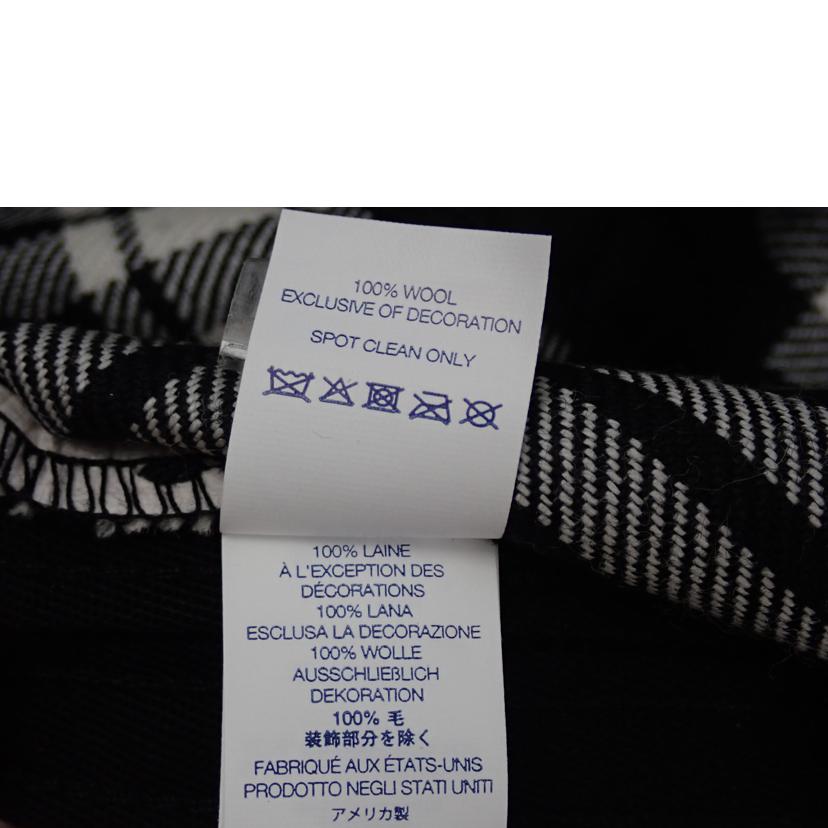 100% WOOL
EXCLUSIVE OF DECORATION
SPOT CLEAN ONLY
100% LAINE
À L'EXCEPTION DES
DÉCORATIONS
100% LANA
ESCLUSA LA DECORAZIONE
100% WOLLE
AUSSCHLIEßLICH
DEKORATION
100% 毛
装飾部分を除く
FABRIQUÉ AUX ÉTATS-UNIS
PRODOTTO NEGLI STATI UNITI
アメリカ製